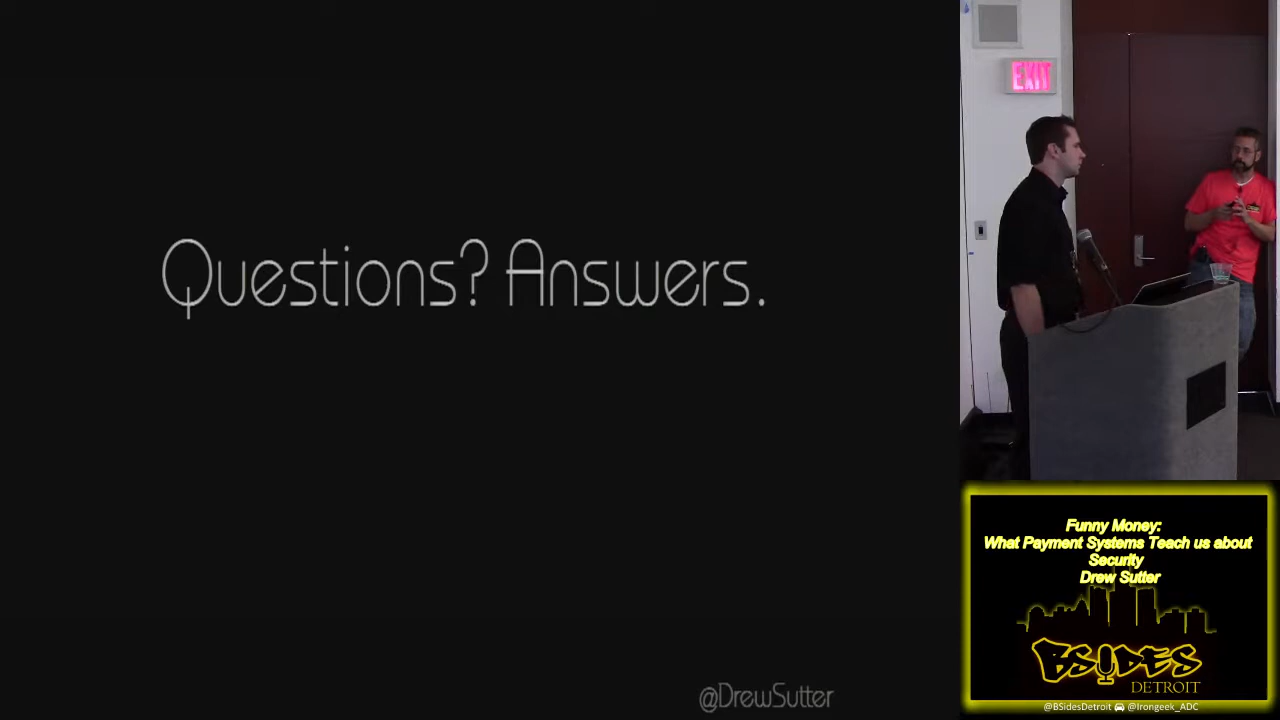 Questions? Answers.
@DrewSutter
EXIT
Funny Money:
What Payment Systems Teach us about
Security
Drew Sutter
BSIDES
DETROIT
@BSidesDetroit @Irongeek_ADC